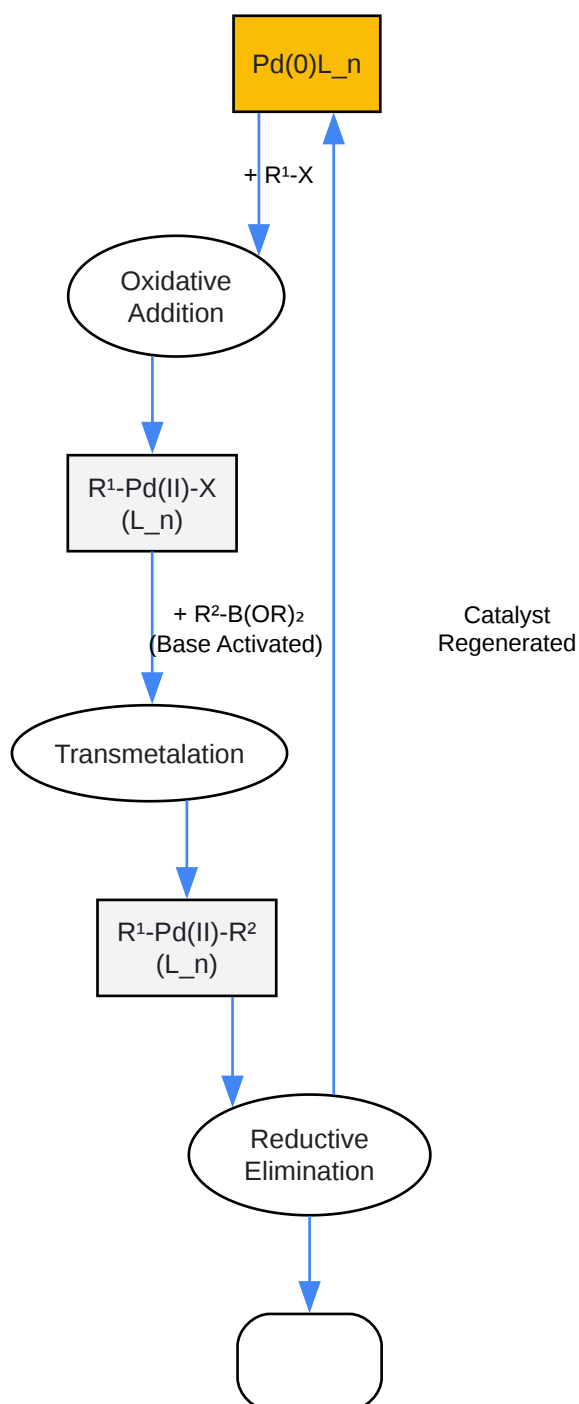 Pd(0)L_n
+ R¹-X
Oxidative
Addition
R¹-Pd(II)-X
(L_n)
+ R²-B(OR)₂
(Base Activated)
Catalyst
Regenerated
Transmetalation
R¹-Pd(II)-R²
(L_n)
Reductive
Elimination